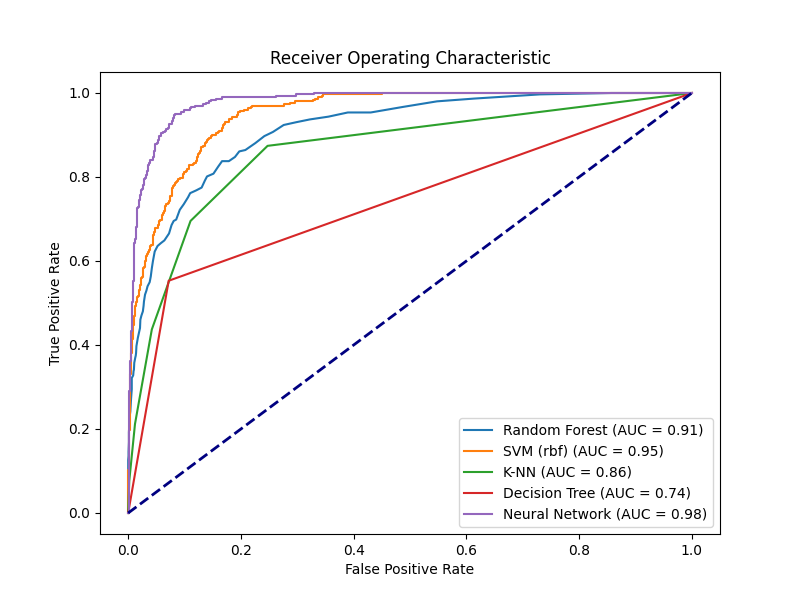 Receiver Operating Characteristic
True Positive Rate
1.0
0.8
0.6
0.4
0.2
0.0
Random Forest (AUC = 0.91)
SVM (rbf) (AUC = 0.95)
K-NN (AUC = 0.86)
Decision Tree (AUC = 0.74)
Neural Network (AUC = 0.98)
0.0 0.2 0.4 0.6 0.8 1.0
False Positive Rate